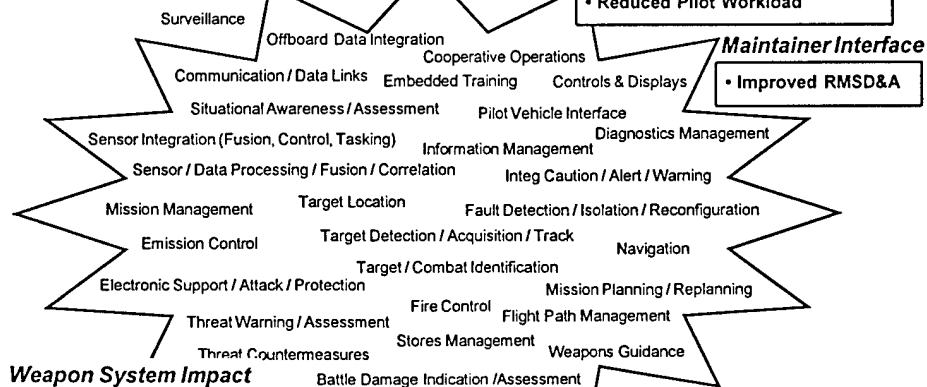 • Reduced Pilot Workload
Surveillance
Offboard Data Integration
Maintainer Interface
Cooperative Operations
Communication / Data Links
Embedded Training
Controls & Displays
• Improved RMSD&A
Situational Awareness / Assessment
Pilot Vehicle Interface
Sensor Integration (Fusion, Control, Tasking)
Diagnostics Management
Information Management
Sensor / Data Processing / Fusion / Correlation
Integ Caution / Alert / Warning
Mission Management
Target Location
Fault Detection / Isolation / Reconfiguration
Emission Control
Target Detection / Acquisition / Track
Navigation
Target / Combat Identification
Electronic Support / Attack / Protection
Mission Planning / Replanning
Fire Control
Flight Path Management
Threat Warning / Assessment
Stores Management
Threat Countermeasures
Weapons Guidance
Weapon System Impact
Battle Damage Indication /Assessment